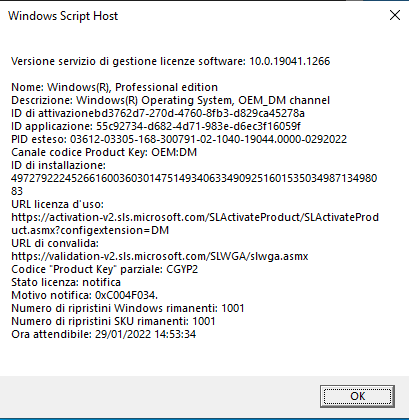 Windows Script Host
Versione servizio di gestione licenze software: 10.0.19041.1266
Nome: Windows(R), Professional edition
Descrizione: Windows(R) Operating System, OEM_DM channel
ID di attivazionebd3762d7-270d-4760-8fb3-d829ca45278a
ID applicazione: 55c92734-d682-4d71-983e-d6ec3f16059f
PID esteso: 03612-03305-168-300791-02-1040-19044.0000-0292022
Canale codice Product Key: OEM:DM
ID di installazione:
497279222452661600360301475149340633490925160153503498713498​0
83
URL licenza d'uso:
https://activation-v2.sls.microsoft.com/SLActivateProduct/SLActivateProd
uct.asmx?configextension=DM
URL di convalida:
https://validation-v2.sls.microsoft.com/SLWGA/slwga.asmx
Codice "Product Key" parziale: CGYP2
Stato licenza: notifica
Motivo notifica: 0xC004F034.
Numero di ripristini Windows rimanenti: 1001
Numero di ripristini SKU rimanenti: 1001
Ora attendibile: 29/01/2022 14:53:34
OK